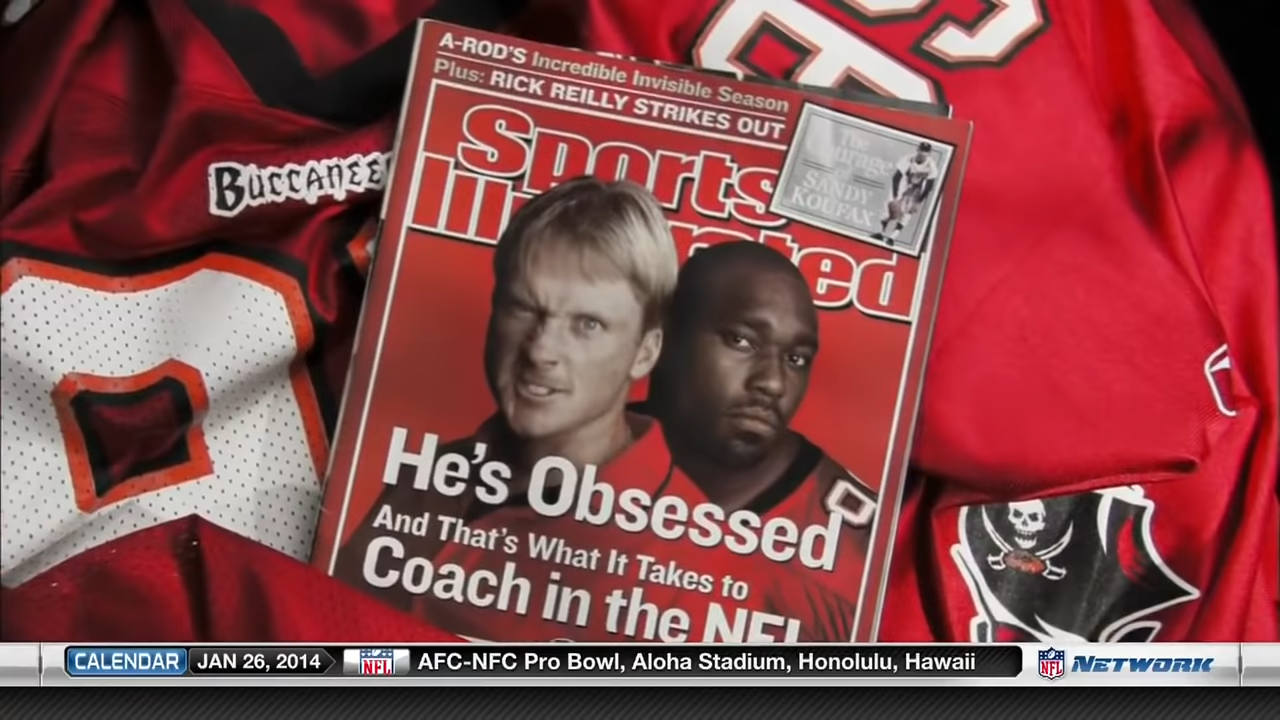 A-ROD'S Incredible Invisible Season
Plus: RICK REILLY STRIKES OUT
Sports
The
SANDY
KOUFAX
BUCCANEE
He's Obsessed
And That's What It Takes to
Coach in the NFL
CALENDAR JAN 26, 2014 NFL AFC-NFC Pro Bowl, Aloha Stadium, Honolulu, Hawaii NFL NETWORK